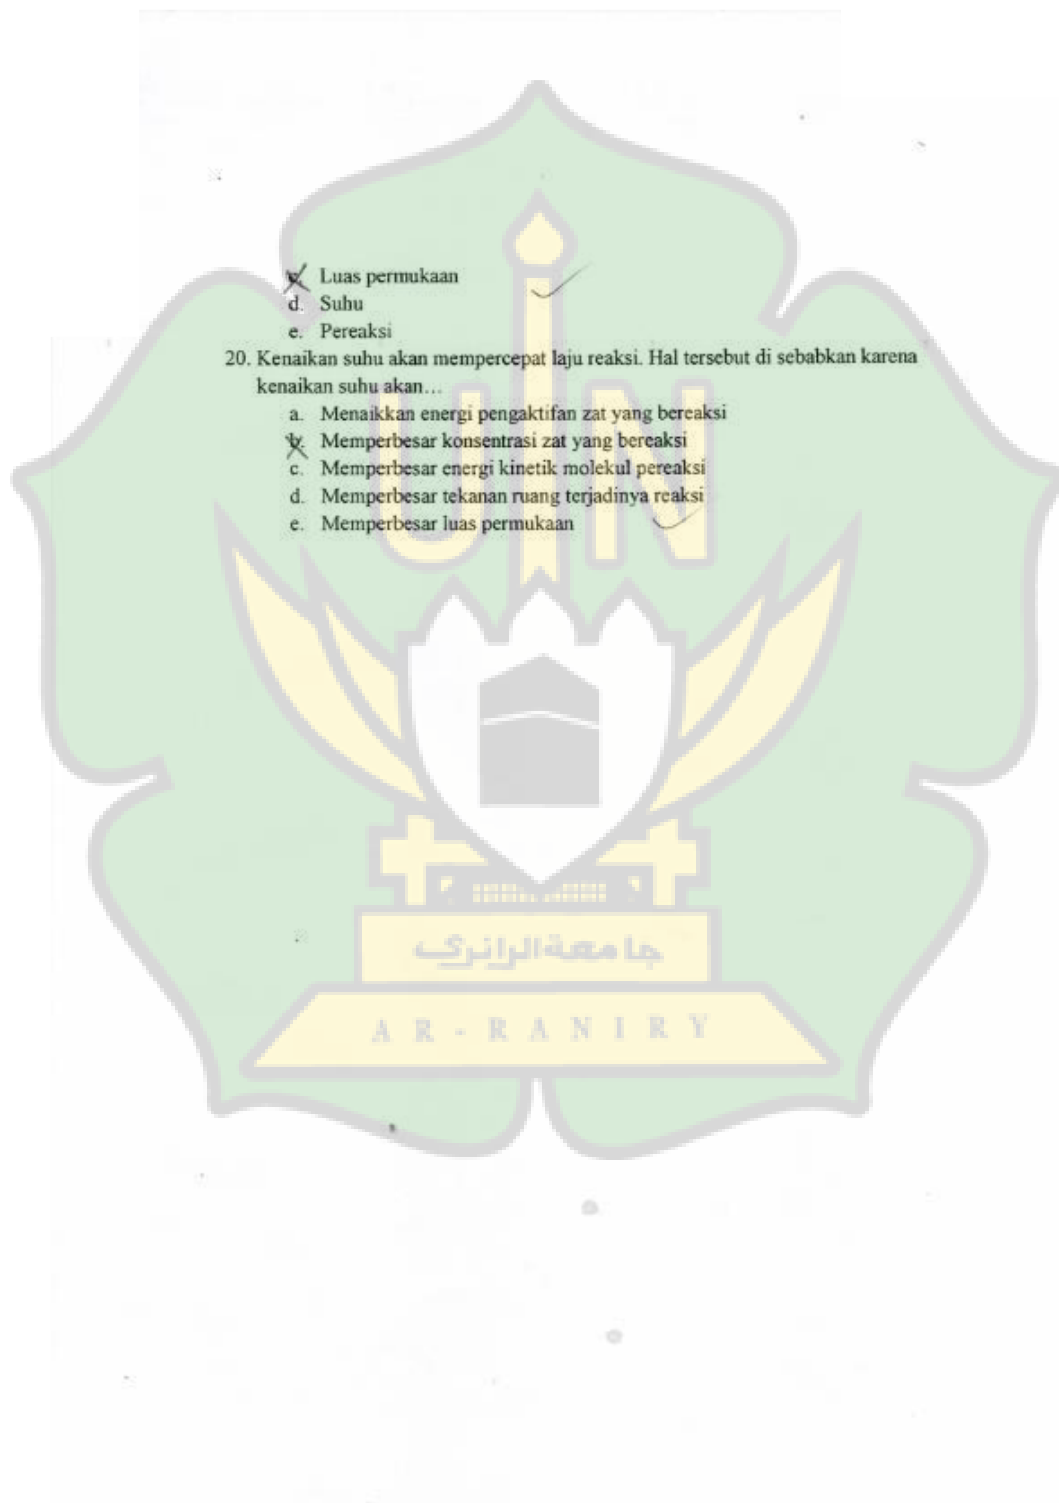 c. Luas permukaan
d. Suhu
e. Pereaksi
20. Kenaikan suhu akan mempercepat laju reaksi. Hal tersebut di sebabkan karena
kenaikan suhu akan...
a. Menaikkan energi pengaktifan zat yang bereaksi
b. Memperbesar konsentrasi zat yang bereaksi
c. Memperbesar energi kinetik molekul pereaksi
d. Memperbesar tekanan ruang terjadinya reaksi
e. Memperbesar luas permukaan
UIN
جامعة الرانري
AR-RANIRY